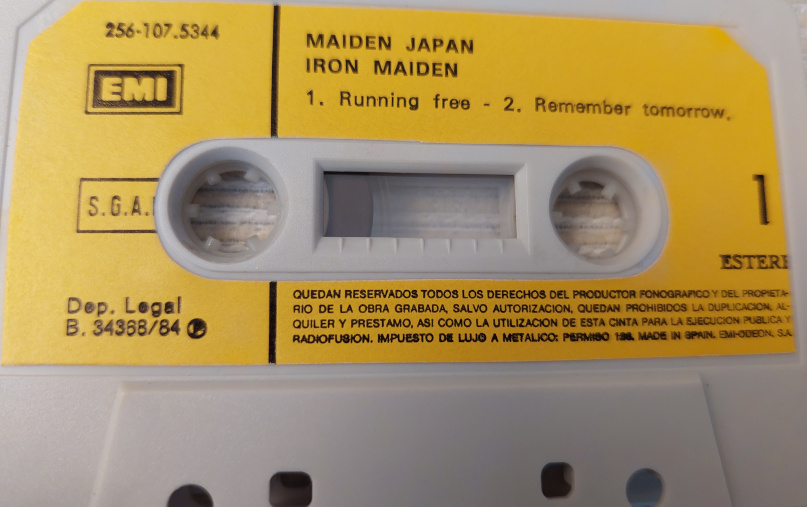 256-107.5344
EMI
MAIDEN JAPAN
IRON MAIDEN
1. Running free - 2. Remember tomorrow.
S.G.A.
1
ESTERE
Dep. Legal
B. 34368/84 P
QUEDAN RESERVADOS TODOS LOS DERECHOS DEL PRODUCTOR FONOGRAFICO Y DEL PROPIETA-
RIO DE LA OBRA GRABADA, SALVO AUTORIZACION, QUEDAN PROHIBIDOS LA DUPLICACION, AL-
QUILER Y PRESTAMO, ASI COMO LA UTILIZACION DE ESTA CINTA PARA LA EJECUCION PUBLICA Y
RADIOFUSION. IMPUESTO DE LUJO A METALICO: PERMISO MADE IN SPAIN. EMI-ODEON, S.A.